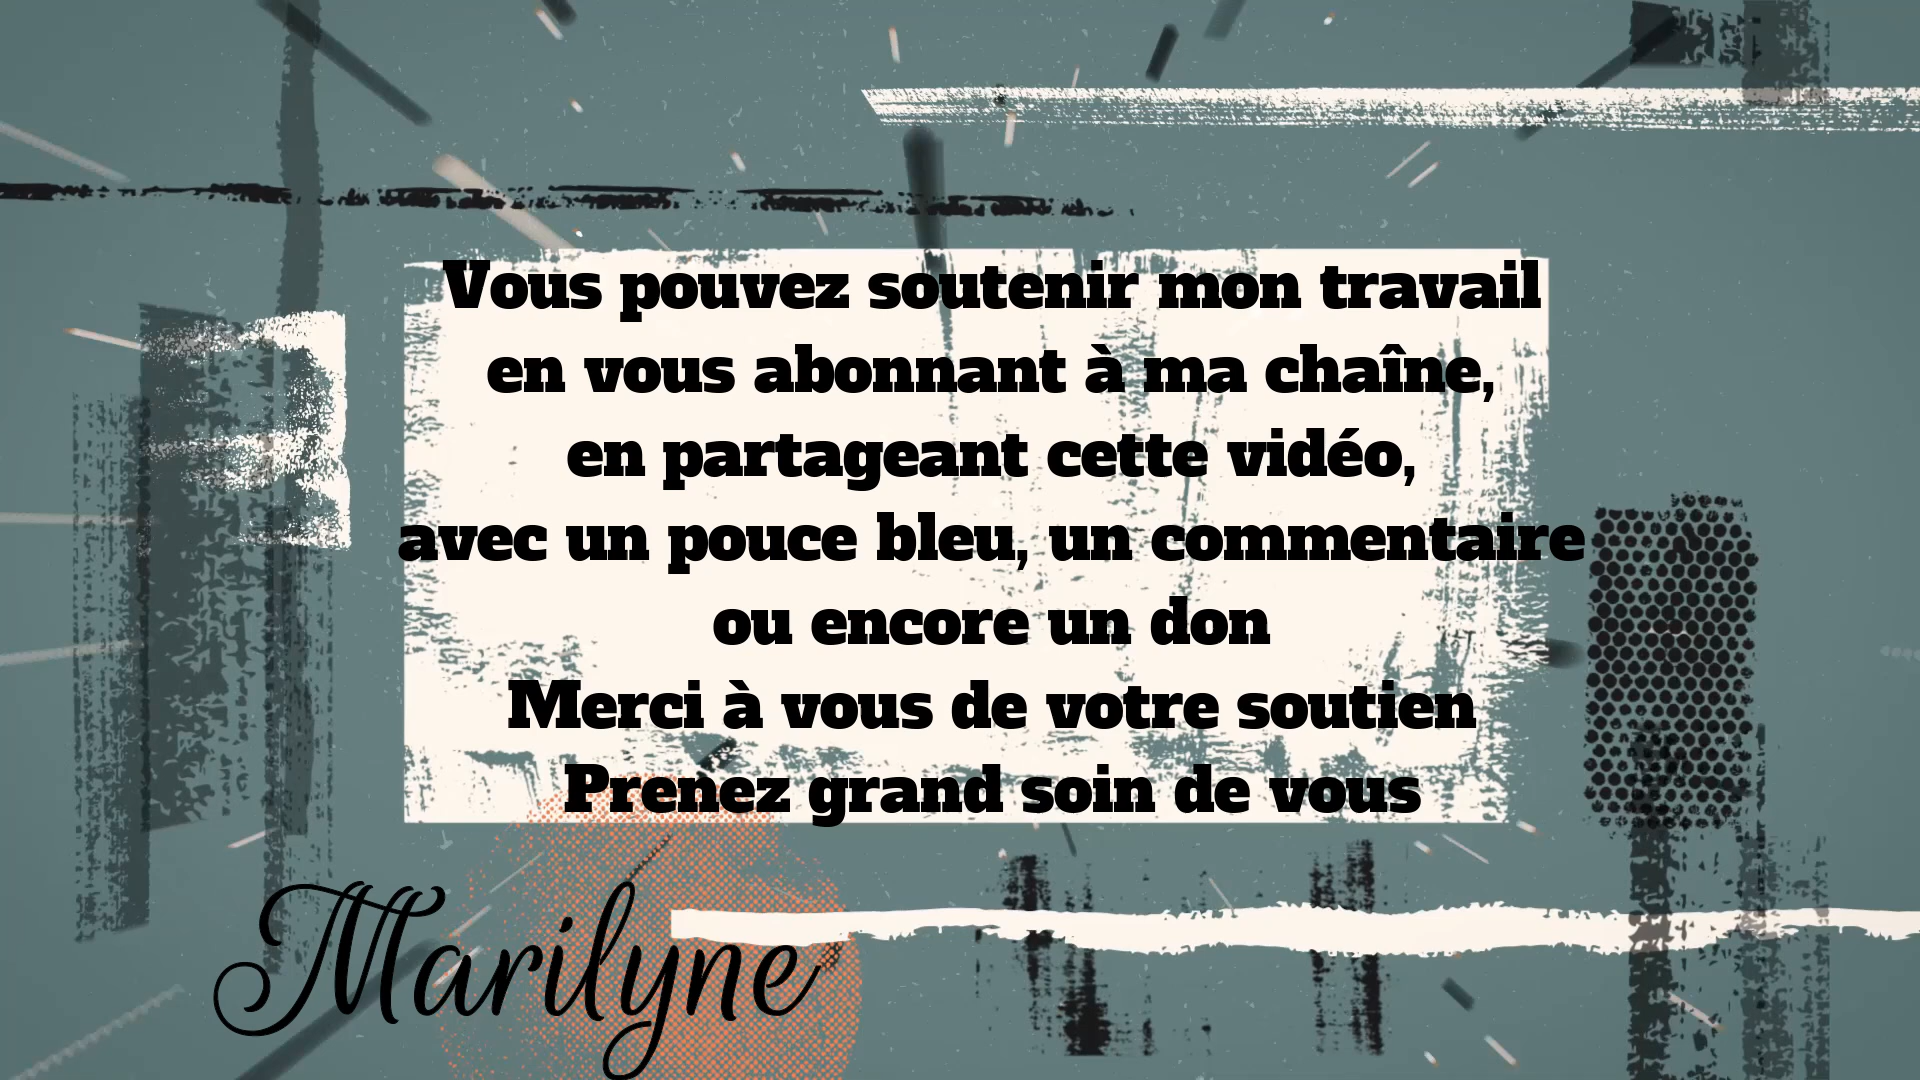 Vous pouvez soutenir mon travail
en vous abonnant à ma chaîne,
en partageant cette vidéo,
avec un pouce bleu, un commentaire
ou encore un don
Merci à vous de votre soutien
Prenez grand soin de vous
Marilyne